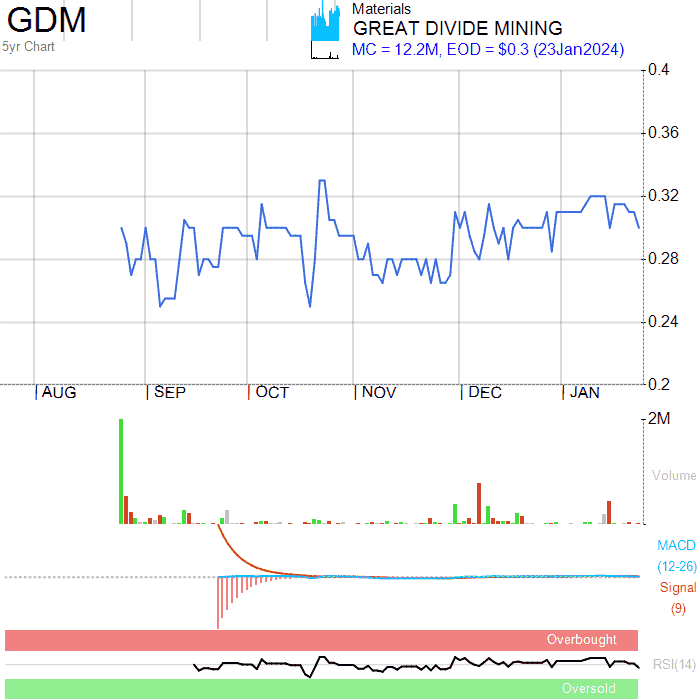 GDM
5yr Chart
Materials
GREAT DIVIDE MINING
MC = 12.2M, EOD = $0.3 (23Jan2024)
0.4
0.36
0.32
0.28
0.24
0.2
AUG SEP OCT NOV DEC JAN
2M
Volume
MACD
(12-26)
Signal
(9)
Overbought
RSI(14)
Oversold